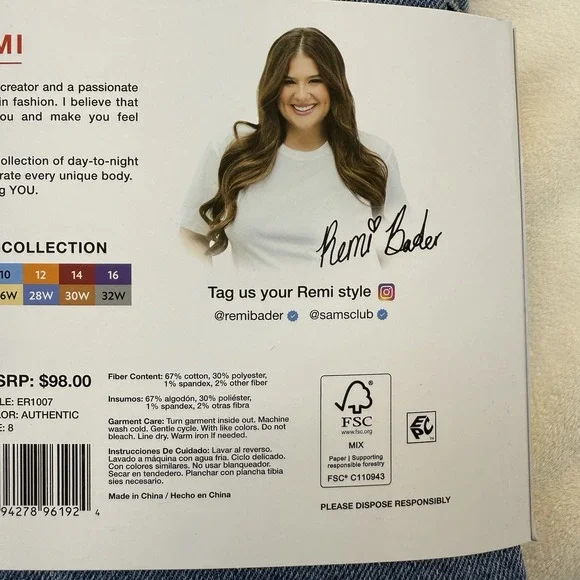 MI
creator and a passionate
in fashion. I believe that
ou and make you feel
ollection of day-to-night
rate every unique body.
g YOU.
COLLECTION
10 12 14 16
6W 28W 30W 32W
Remi Bader
Tag us your Remi style
@remibader @samsclub
SRP: $98.00
LE: ER1007
LOR: AUTHENTIC
E: 8
94278 96192 4
Fiber Content: 67% cotton, 30% polyester,
1% spandex, 2% other fiber
Insumos: 67% algodón, 30% poliéster,
1% spandex, 2% otras fibra
Garment Care: Turn garment inside out. Machine
wash cold. Gentle cycle. With like colors. Do not
bleach. Line dry. Warm iron If needed.
Instrucciones De Cuidado: Lavar al reverso.
Lavado a máquina con agua fria. Ciclo delicado.
Con colores similares. No usar blanqueador.
Secar en tendedero. Planchar con plancha tibia
sies necesario.
Made in China / Hecho en China
FSC
www.fsc.org
MIX
Paper | Supporting
responsible forestry
FSC® C110943
PLEASE DISPOSE RESPONSIBLY